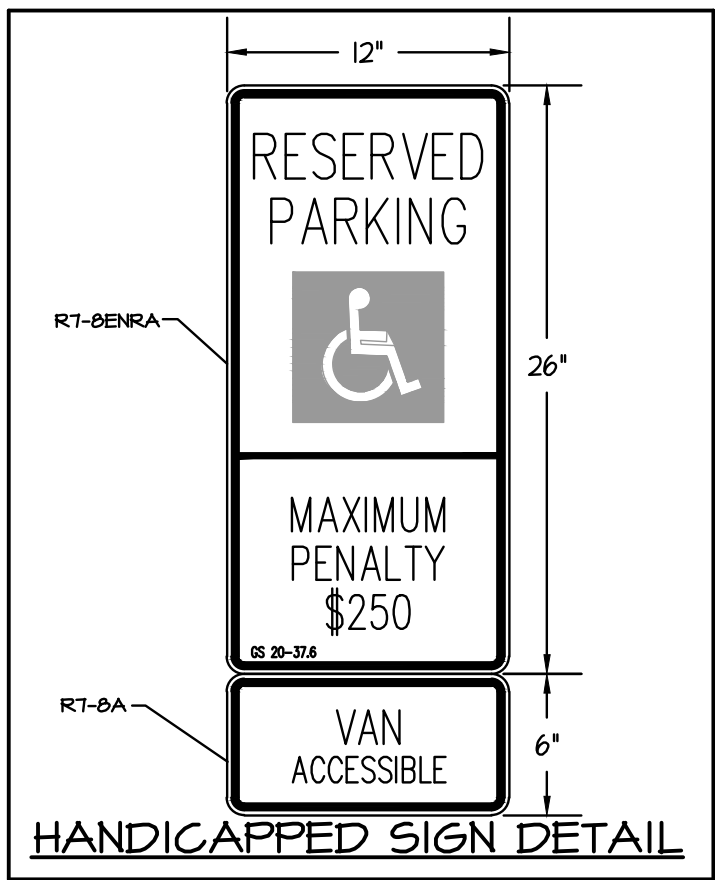 12"
RESERVED
PARKING
R7-8ENRA
26"
MAXIMUM
PENALTY
$250
GS 20-37.6
R7-8A
VAN
ACCESSIBLE
6"
HANDICAPPED SIGN DETAIL